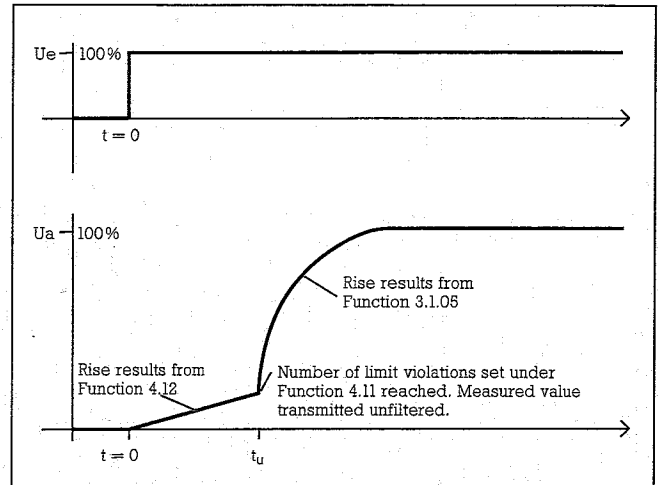 Ue
100%
t = 0
Ua
100%
Rise results from
Function 3.1.05
Rise results from
Function 4.12
Number of limit violations set under
Function 4.11 reached. Measured value
transmitted unfiltered.
t = 0
tu